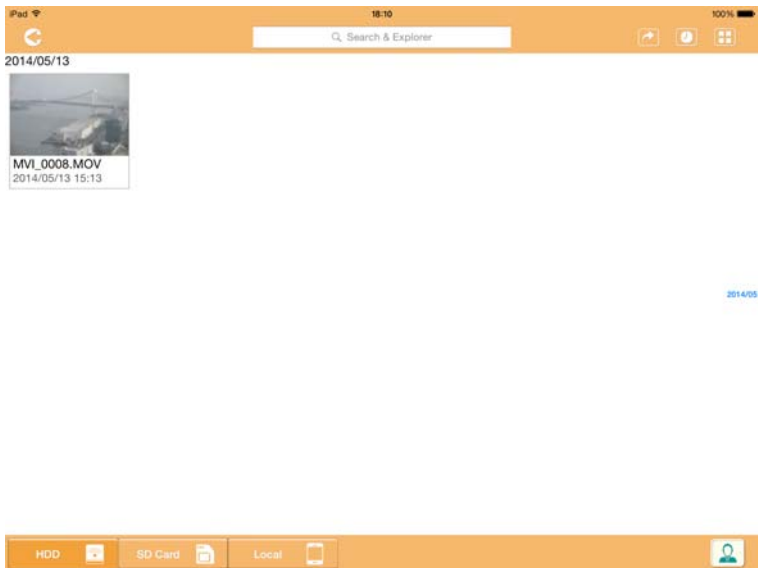 iPad 18:10 100%
Search & Explorer
2014/05/13
MVI_0008.MOV
2014/05/13 15:13
2014/05
HDD SD Card Local